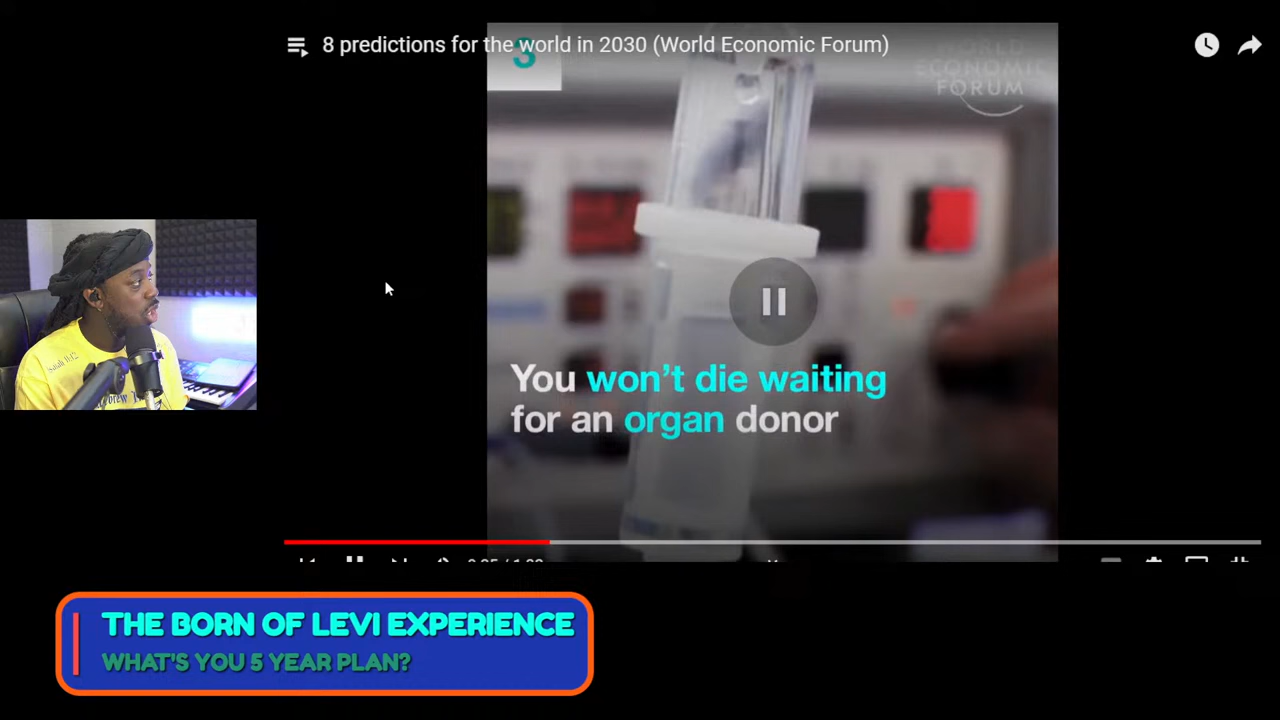 8 predictions for the world in 2030 (World Economic Forum)
3
WORLD
ECONOMIC
FORUM
You won't die waiting
for an organ donor
THE BORN OF LEVI EXPERIENCE
WHAT'S YOU 5 YEAR PLAN?